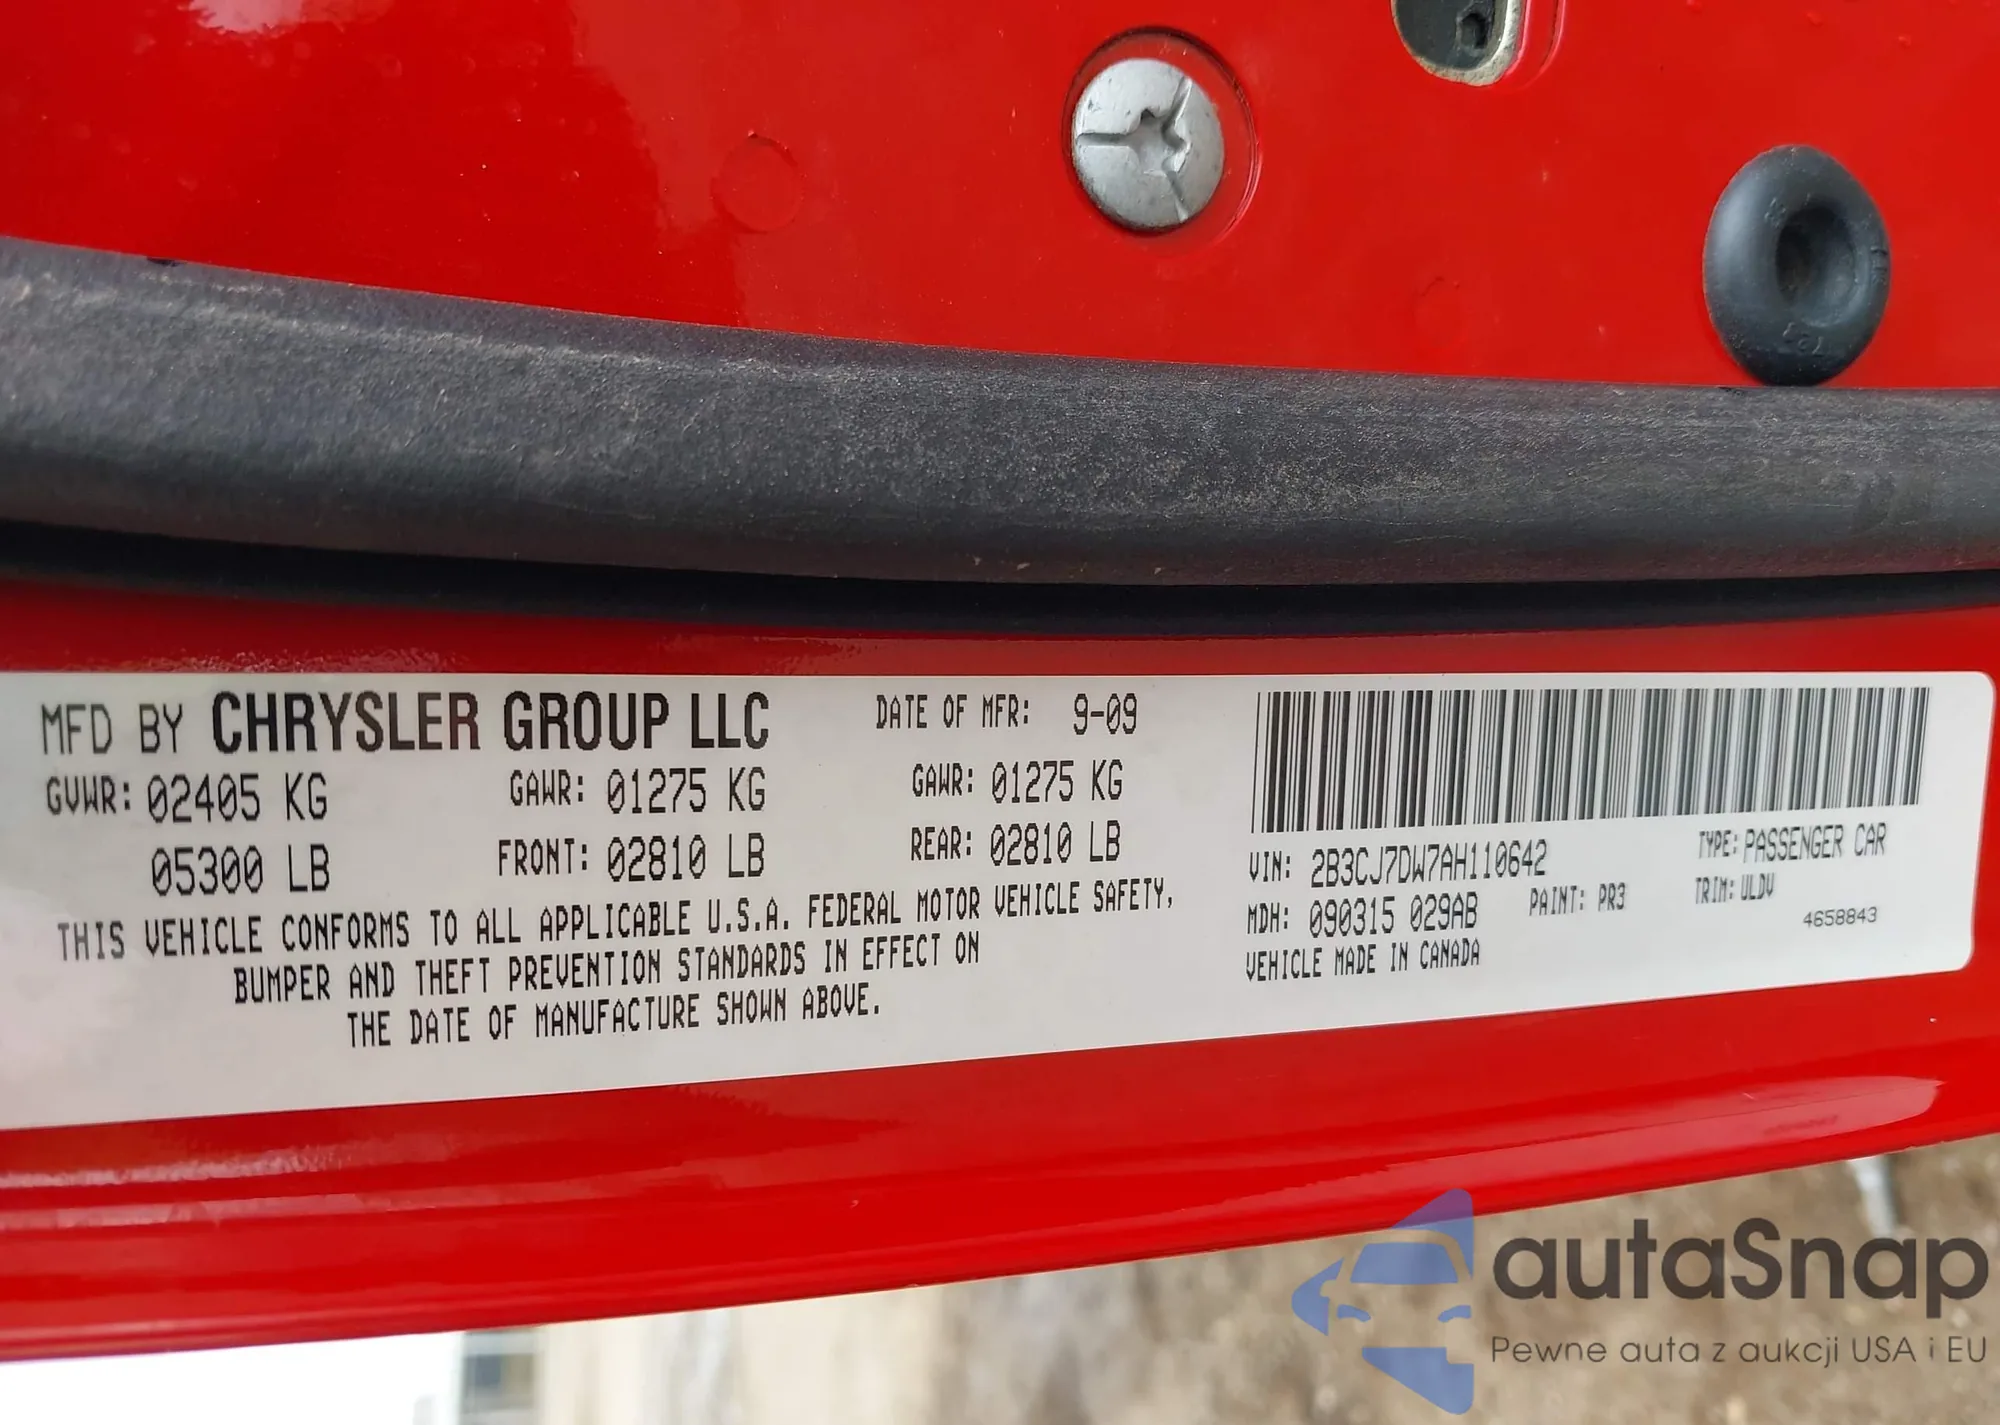 MFD BY CHRYSLER GROUP LLC DATE OF MFR: 9-09
GVWR: 02405 KG GAWR: 01275 KG GAWR: 01275 KG
05300 LB FRONT: 02810 LB REAR: 02810 LB
THIS VEHICLE CONFORMS TO ALL APPLICABLE U.S.A. FEDERAL MOTOR VEHICLE SAFETY,
BUMPER AND THEFT PREVENTION STANDARDS IN EFFECT ON
THE DATE OF MANUFACTURE SHOWN ABOVE.
VIN: 2B3CJ7DW7AH110642 TYPE: PASSENGER CAR
MDH: 090315 029AB PAINT: PR3 TRIM: ULDV
VEHICLE MADE IN CANADA 4658843
autaSnap
Pewne auta z aukcji USA i EU